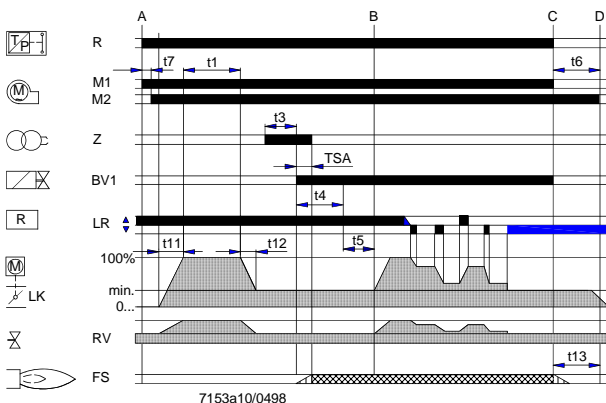 A B C D
T P R
t7 t1 t6
M M1
M2
t3
Z
TSA
BV1
t4
R LR
t11 t12 t5
M 100%
min.
LK 0...
RV
t13
FS
7153a10/0498